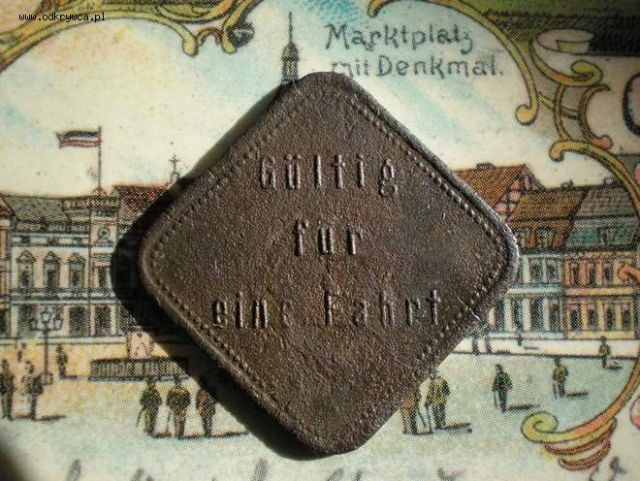 www.odkrywca.pl
Marktplatz
mit Denkmal.
Gültig
für
eine Fahrt